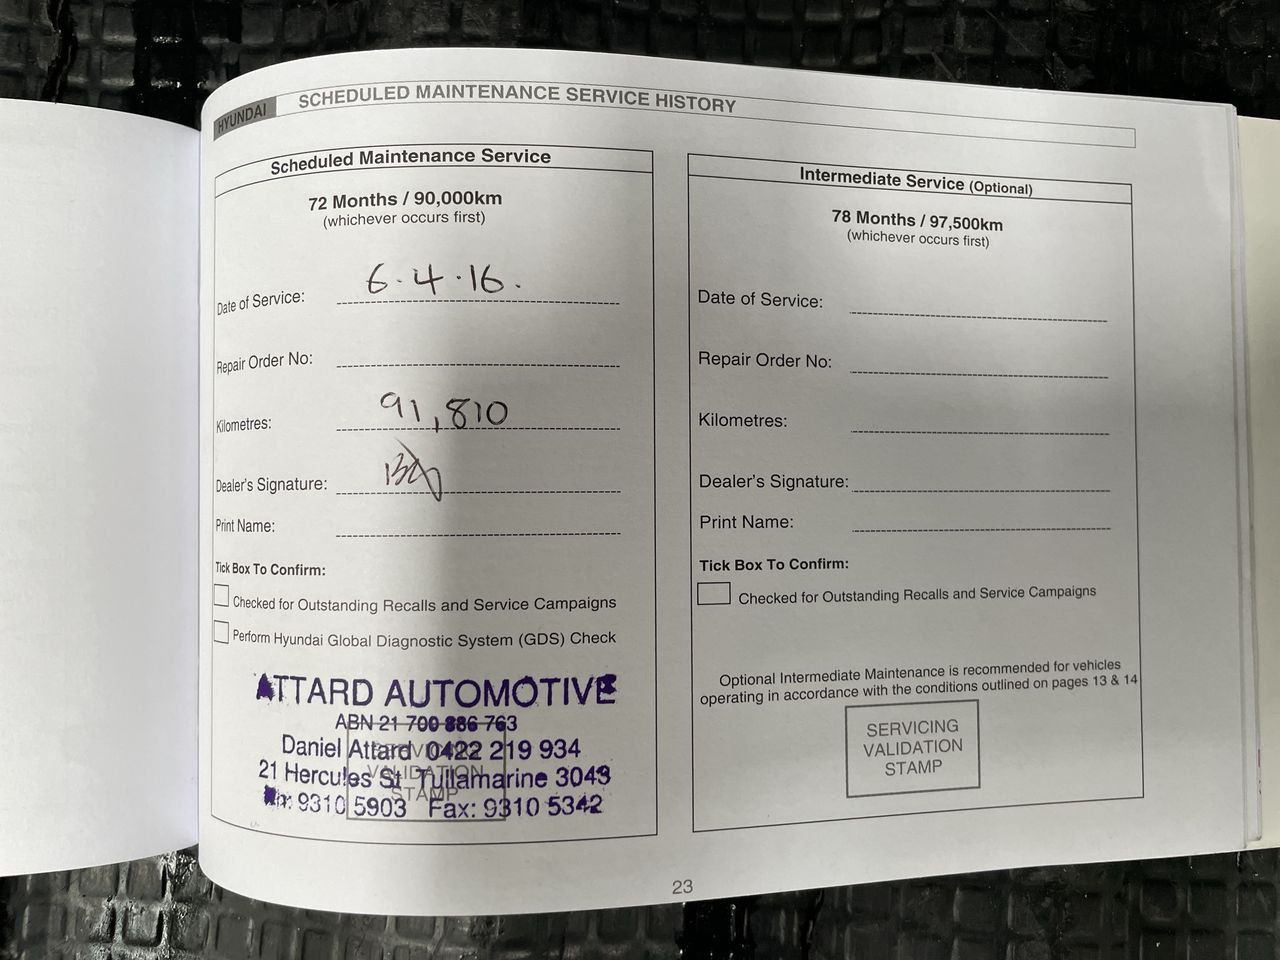 HYUNDAI
SCHEDULED MAINTENANCE SERVICE HISTORY
Scheduled Maintenance Service
72 Months / 90,000km
(whichever occurs first)
Date of Service: 6.4.16.
Repair Order No:
Kilometres: 91,810
Dealer's Signature:
Print Name:
Tick Box To Confirm:
Checked for Outstanding Recalls and Service Campaigns
Perform Hyundai Global Diagnostic System (GDS) Check
ATTARD AUTOMOTIVE
ABN 21 700 886 763
Daniel Attard 0422 219 934
21 Hercules St Tullamarine 3043
Ph: 9310 5903 Fax: 9310 5342
SERVICING
VALIDATION
STAMP
Intermediate Service (Optional)
78 Months / 97,500km
(whichever occurs first)
Date of Service:
Repair Order No:
Kilometres:
Dealer's Signature:
Print Name:
Tick Box To Confirm:
Checked for Outstanding Recalls and Service Campaigns
Optional Intermediate Maintenance is recommended for vehicles
operating in accordance with the conditions outlined on pages 13 & 14
SERVICING
VALIDATION
STAMP
23